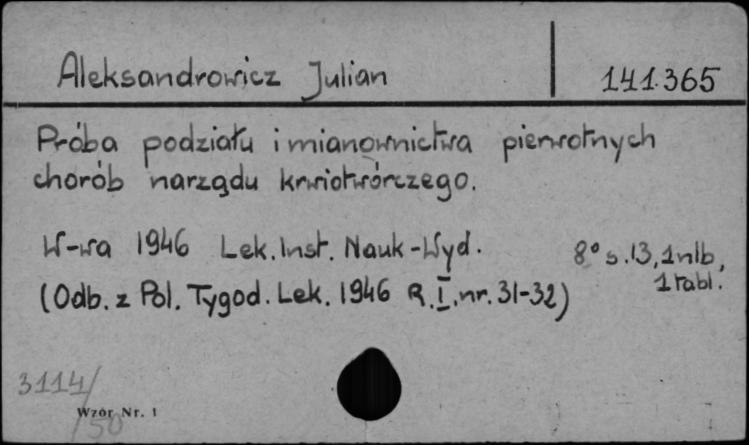 Aleksandrowicz Julian 141.365
Próba podziału i mianownictwa pierwotnych
chorób narządu krwiotwórczego.
W-wa 1946 Lek. Inst. Nauk-Wyd. 8° s. 13, 1 nlb,
1 tabl.
(Odb. z Pol. Tygod. Lek. 1946 R. I. nr. 31-32)
3114/50
Wzór Nr. 1